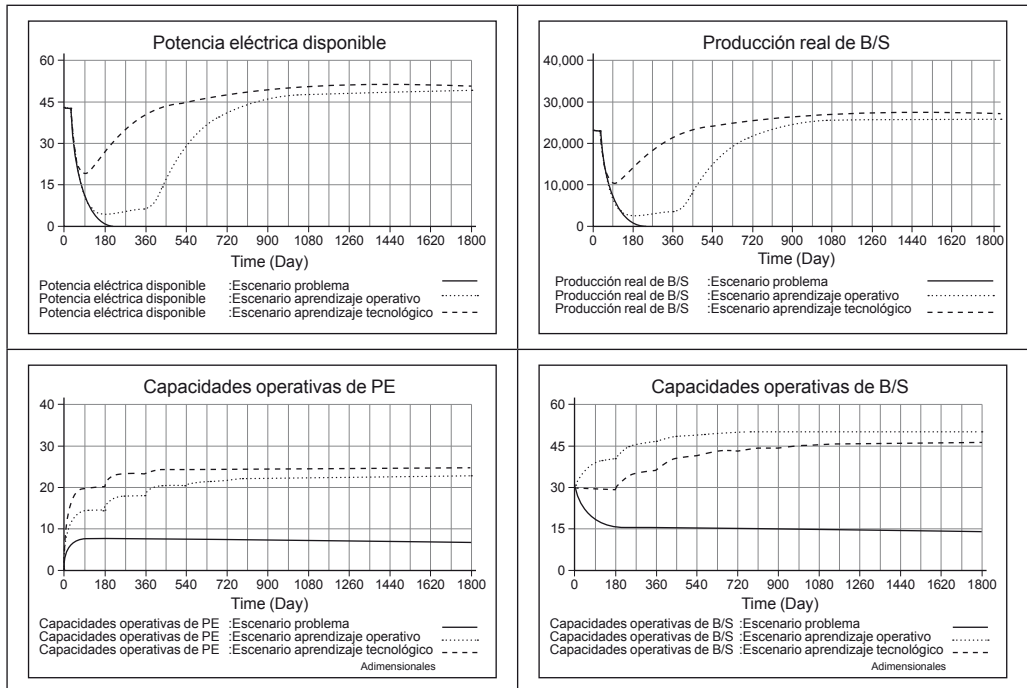 Potencia eléctrica disponible
60
45
30
15
0
0 180 360 540 720 900 1080 1260 1440 1620 1800
Time (Day)
Potencia eléctrica disponible :Escenario problema
Potencia eléctrica disponible :Escenario aprendizaje operativo
Potencia eléctrica disponible :Escenario aprendizaje tecnológico
Producción real de B/S
40,000
30,000
20,000
10,000
0
0 180 360 540 720 900 1080 1260 1440 1620 1800
Time (Day)
Producción real de B/S :Escenario problema
Producción real de B/S :Escenario aprendizaje operativo
Producción real de B/S :Escenario aprendizaje tecnológico
Capacidades operativas de PE
40
30
20
10
0
0 180 360 540 720 900 1080 1260 1440 1620 1800
Time (Day)
Capacidades operativas de PE :Escenario problema
Capacidades operativas de PE :Escenario aprendizaje operativo
Capacidades operativas de PE :Escenario aprendizaje tecnológico
Adimensionales
Capacidades operativas de B/S
60
45
30
15
0
0 180 360 540 720 900 1080 1260 1440 1620 1800
Time (Day)
Capacidades operativas de B/S :Escenario problema
Capacidades operativas de B/S :Escenario aprendizaje operativo
Capacidades operativas de B/S :Escenario aprendizaje tecnológico
Adimensionales